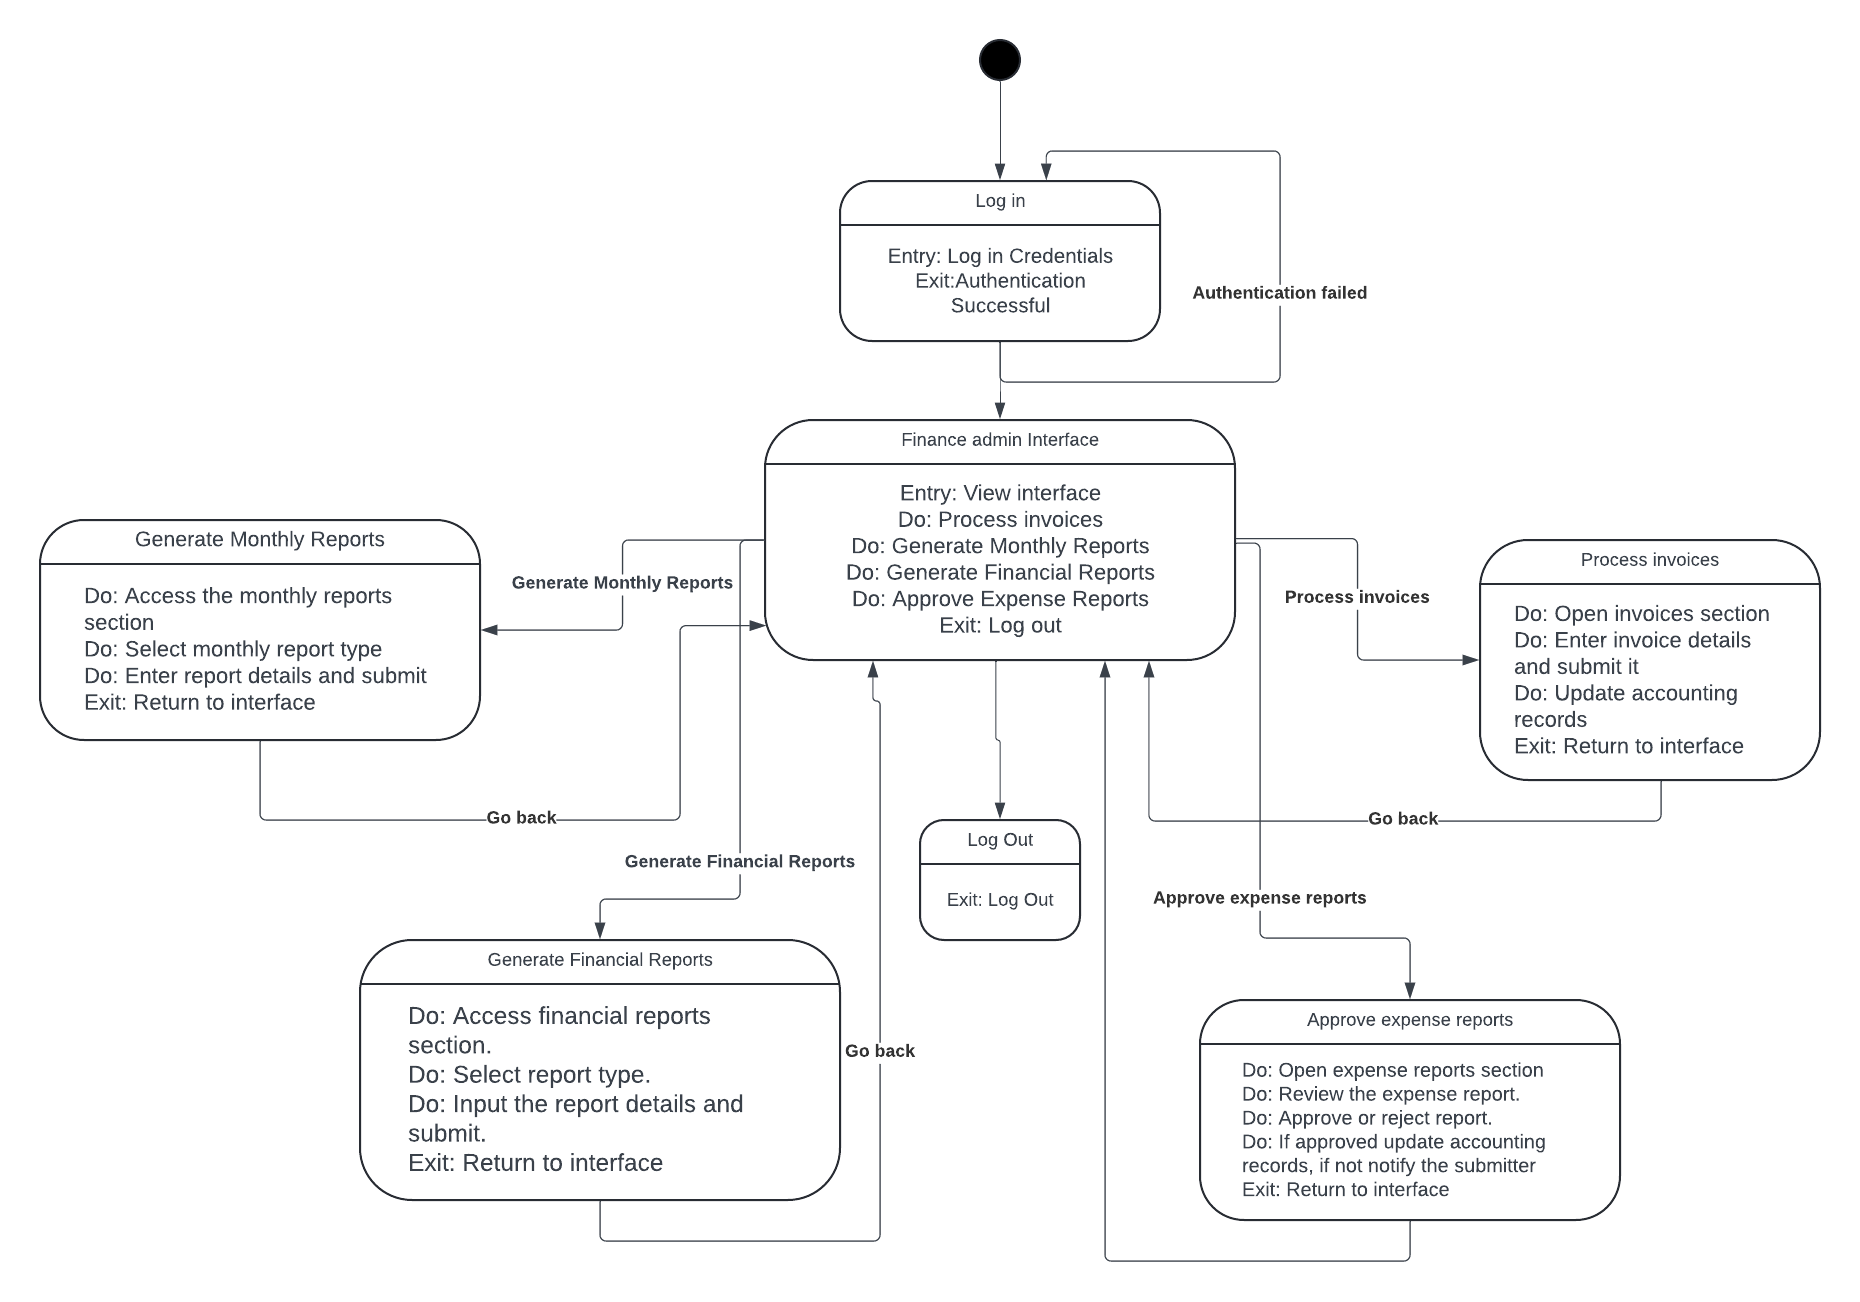 Log in
Entry: Log in Credentials
Exit:Authentication
Successful
Authentication failed
Finance admin Interface
Entry: View interface
Do: Process invoices
Do: Generate Monthly Reports
Do: Generate Financial Reports
Do: Approve Expense Reports
Exit: Log out
Generate Monthly Reports
Do: Access the monthly reports
section
Do: Select monthly report type
Do: Enter report details and submit
Exit: Return to interface
Generate Monthly Reports
Process invoices
Process invoices
Do: Open invoices section
Do: Enter invoice details
and submit it
Do: Update accounting
records
Exit: Return to interface
Go back
Go back
Generate Financial Reports
Log Out
Exit: Log Out
Approve expense reports
Generate Financial Reports
Do: Access financial reports
section.
Do: Select report type.
Do: Input the report details and
submit.
Exit: Return to interface
Go back
Approve expense reports
Do: Open expense reports section
Do: Review the expense report.
Do: Approve or reject report.
Do: If approved update accounting
records, if not notify the submitter
Exit: Return to interface